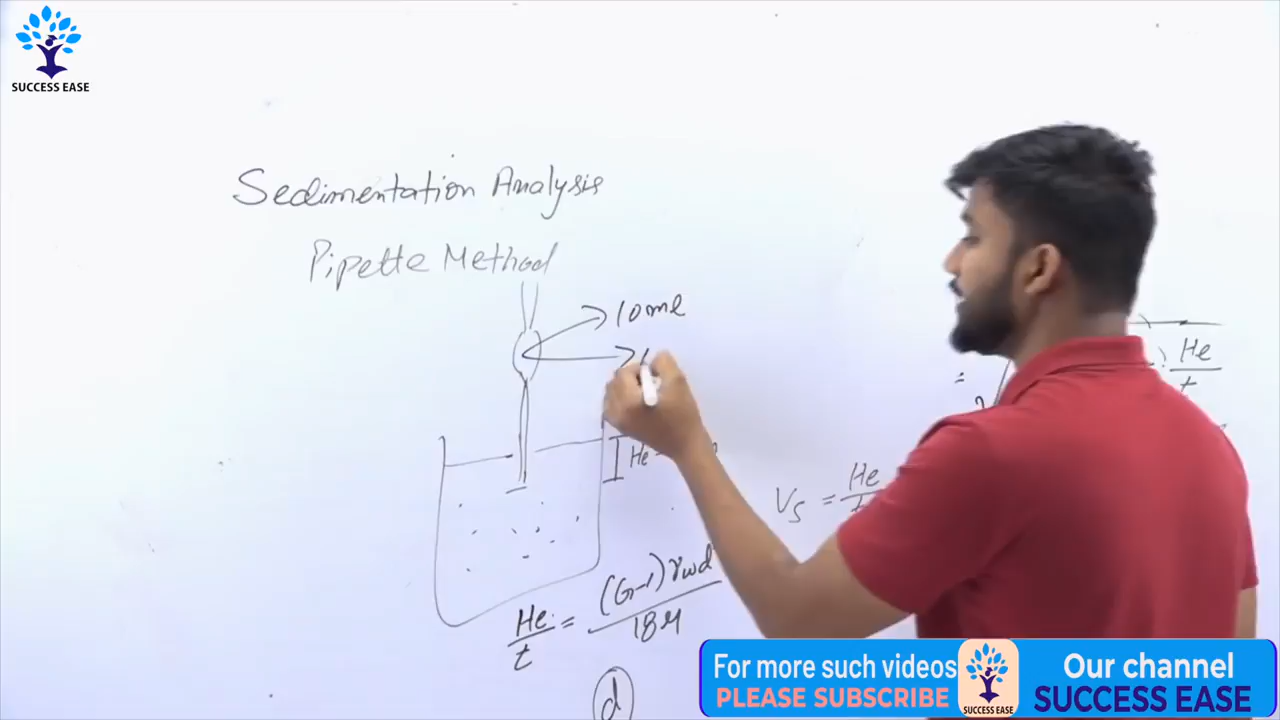 SUCCESS EASE
Sedimentation Analysis
Pipette Method
10ml
He
He
t
=
Vs = He
He/t = (G-1) γwd / 18μ
d
For more such videos
PLEASE SUBSCRIBE
SUCCESS EASE
Our channel
SUCCESS EASE